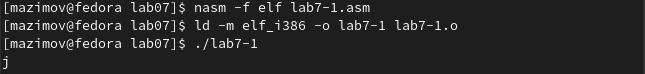 [mazimov@fedora lab07]$ nasm -f elf lab7-1.asm
[mazimov@fedora lab07]$ ld -m elf_i386 -o lab7-1 lab7-1.o
[mazimov@fedora lab07]$ ./lab7-1
j